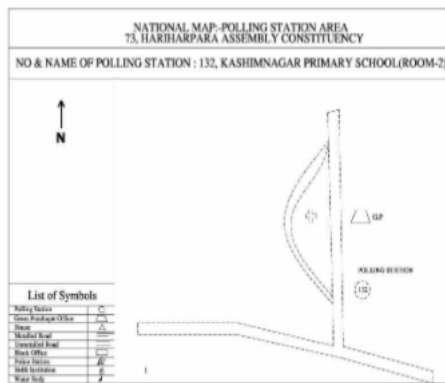 NATIONAL MAP:-POLLING STATION AREA
73, HARIHARPARA ASSEMBLY CONSTITUENCY
NO & NAME OF POLLING STATION : 132, KASHIMNAGAR PRIMARY SCHOOL(ROOM-2)
N
G.P
POLLING STATION
132
List of Symbols
Polling Station
Gram Panchayat Office
Metalled Road
Unmetalled Road
Block Office
Police Station
Helth Institution
Water Body